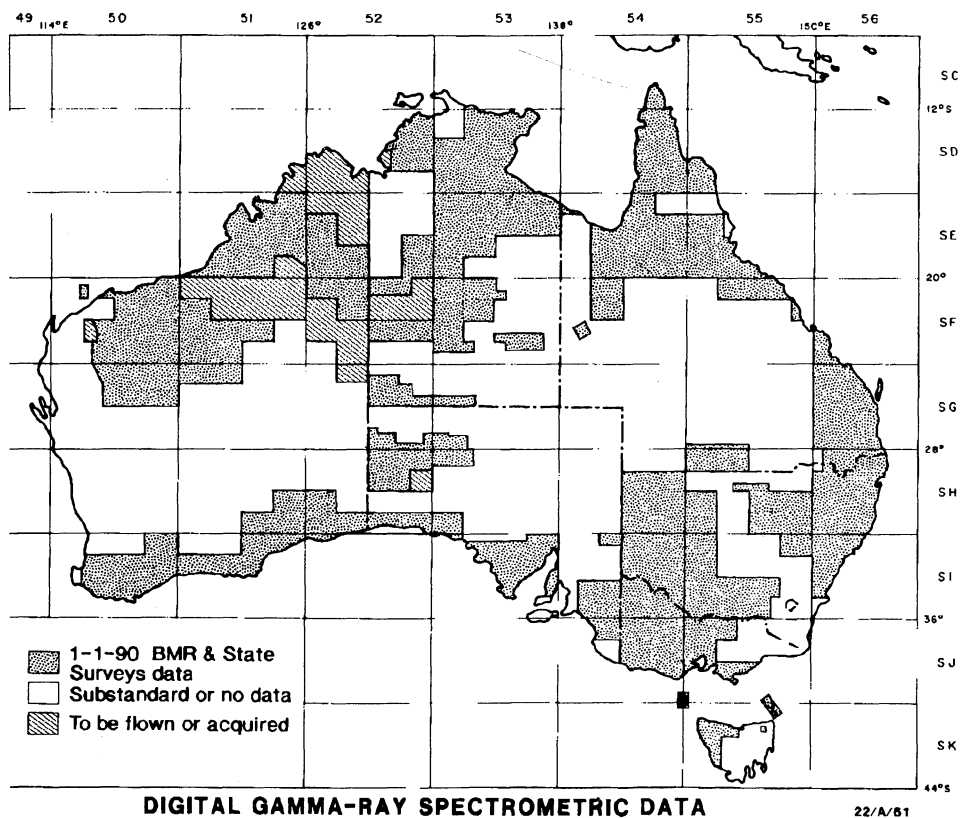 49 50 51 52 53 54 55 56
114°E 126° 138° 150°E
SC
12°S
SD
SE
20°
SF
SG
28°
SH
SI
36°
SJ
SK
44°S
1-1-90 BMR & State
Surveys data
Substandard or no data
To be flown or acquired
DIGITAL GAMMA-RAY SPECTROMETRIC DATA
22/A/61